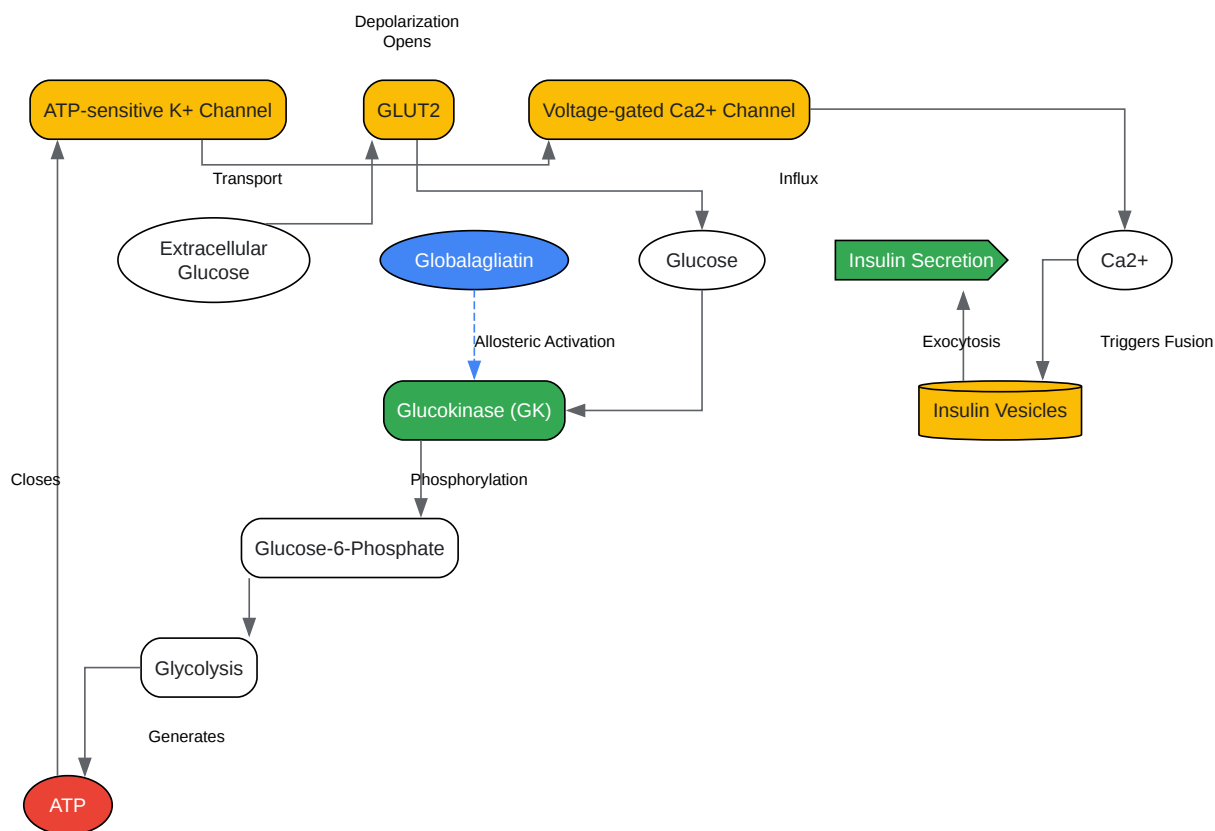 Depolarization
Opens
ATP-sensitive K+ Channel
GLUT2
Voltage-gated Ca2+ Channel
Transport
Influx
Extracellular
Glucose
Globalagliatin
Glucose
Insulin Secretion
Ca2+
Allosteric Activation
Exocytosis
Triggers Fusion
Glucokinase (GK)
Insulin Vesicles
Closes
Phosphorylation
Glucose-6-Phosphate
Glycolysis
Generates
ATP